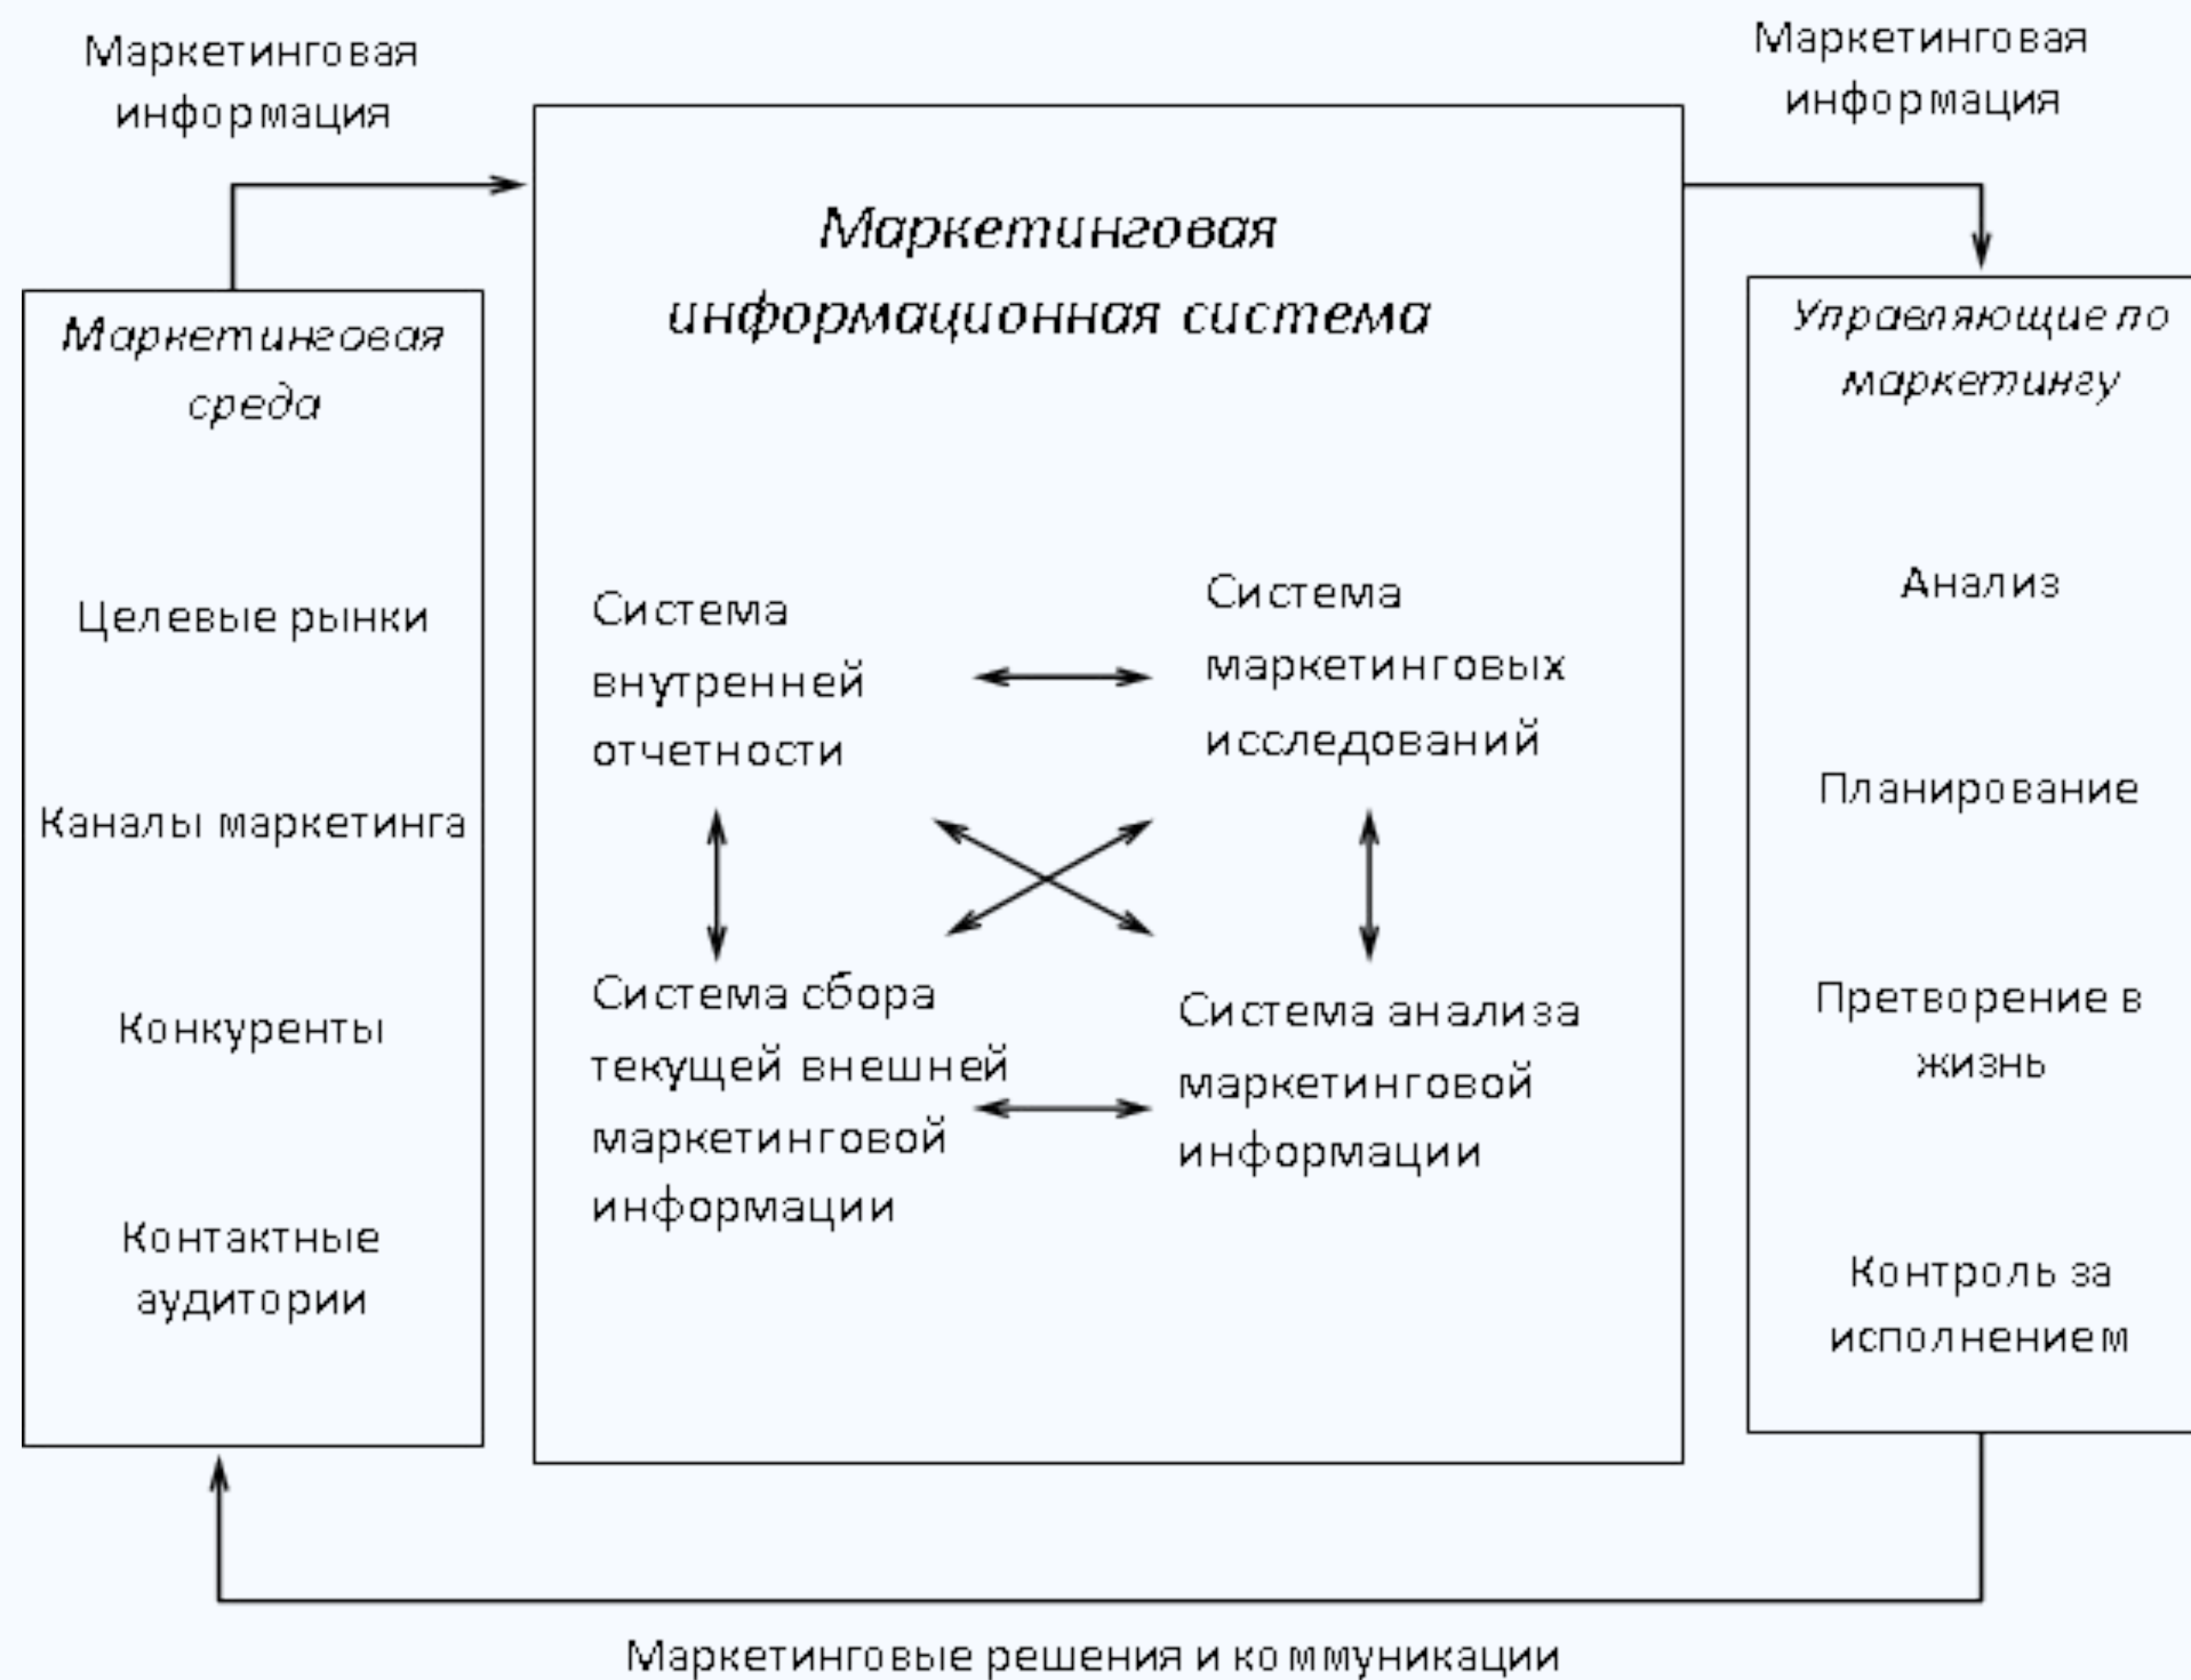 Маркетинговая
информация
Маркетинговая
информация
Маркетинговая
информационная система
Маркетинговая
среда
Целевые рынки
Каналы маркетинга
Конкуренты
Контактные
аудитории
Система
внутренней
отчетности
Система
маркетинговых
исследований
Система сбора
текущей внешней
маркетинговой
информации
Система анализа
маркетинговой
информации
Управляющие по
маркетингу
Анализ
Планирование
Претворение в
жизнь
Контроль за
исполнением
Маркетинговые решения и коммуникации